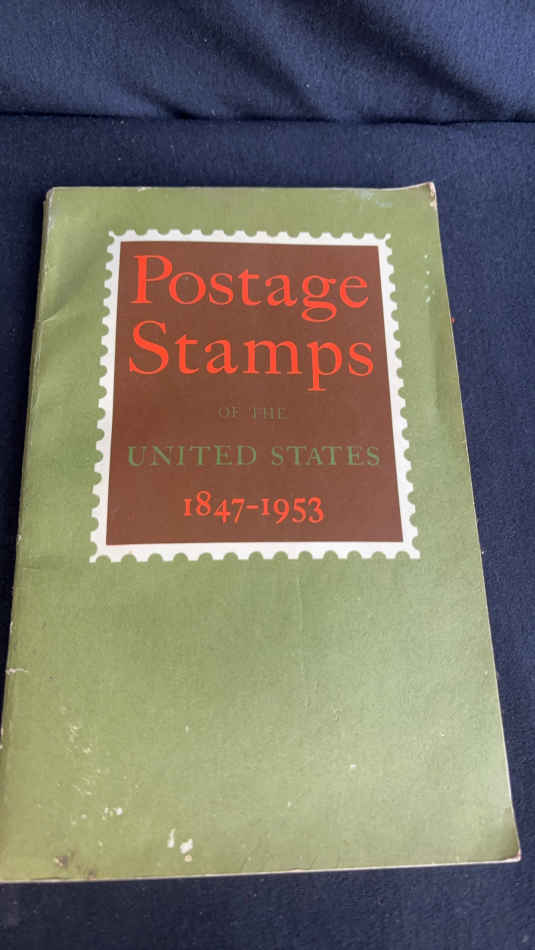 Postage
Stamps
OF THE
UNITED STATES
1847-1953